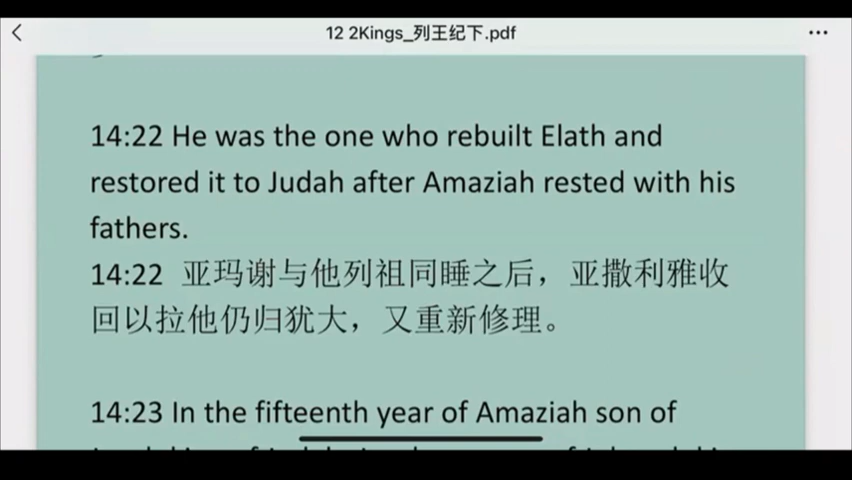 12 2Kings_列王纪下.pdf
14:22 He was the one who rebuilt Elath and
restored it to Judah after Amaziah rested with his
fathers.
14:22 亚玛谢与他列祖同睡之后，亚撒利雅收
回以拉他仍归犹大，又重新修理。
14:23 In the fifteenth year of Amaziah son of